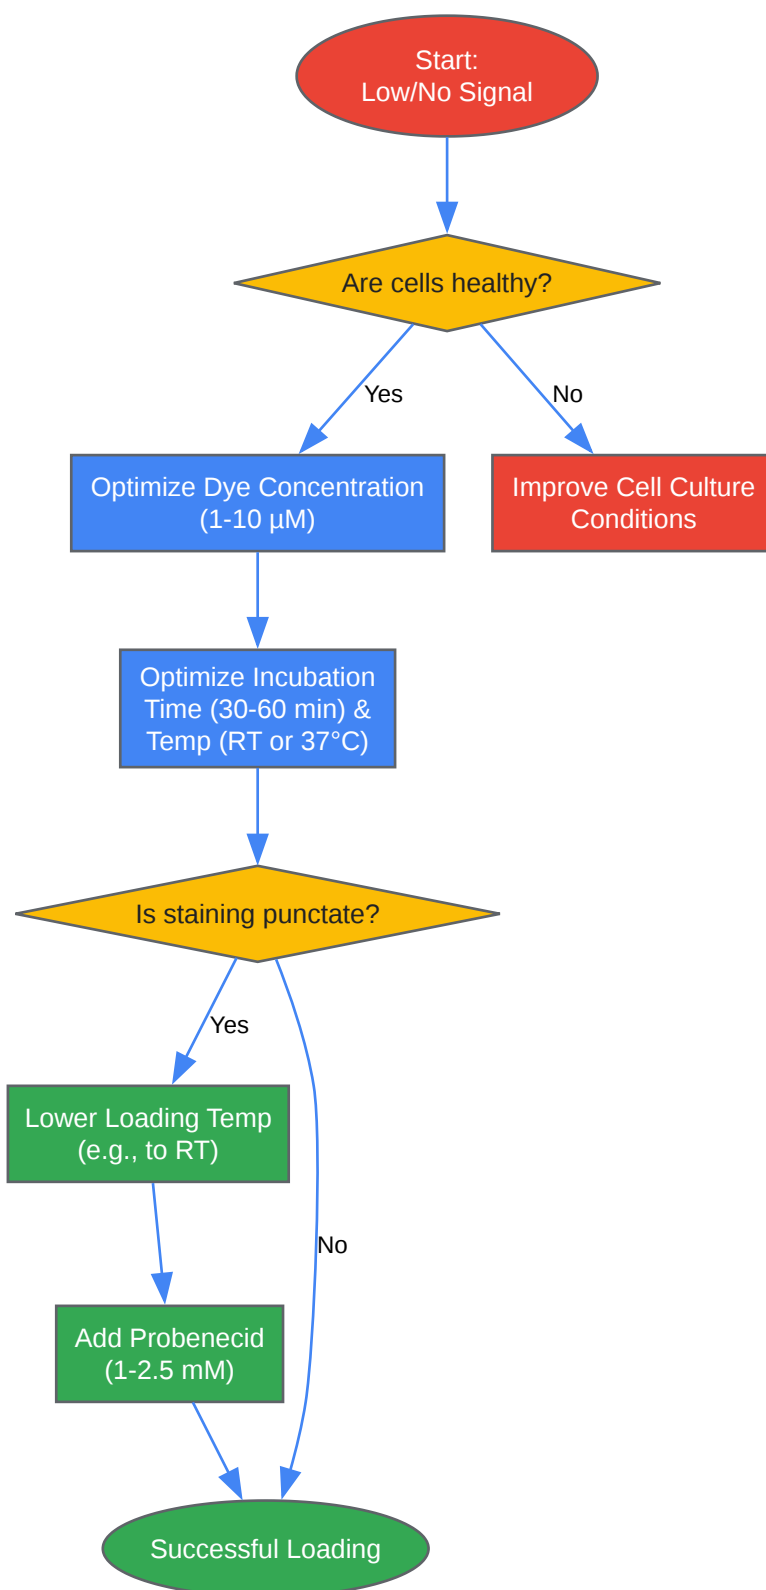 Start:
Low/No Signal
Are cells healthy?
Yes
No
Optimize Dye Concentration
(1-10 µM)
Improve Cell Culture
Conditions
Optimize Incubation
Time (30-60 min) &
Temp (RT or 37°C)
Is staining punctate?
Yes
Lower Loading Temp
(e.g., to RT)
No
Add Probenecid
(1-2.5 mM)
Successful Loading